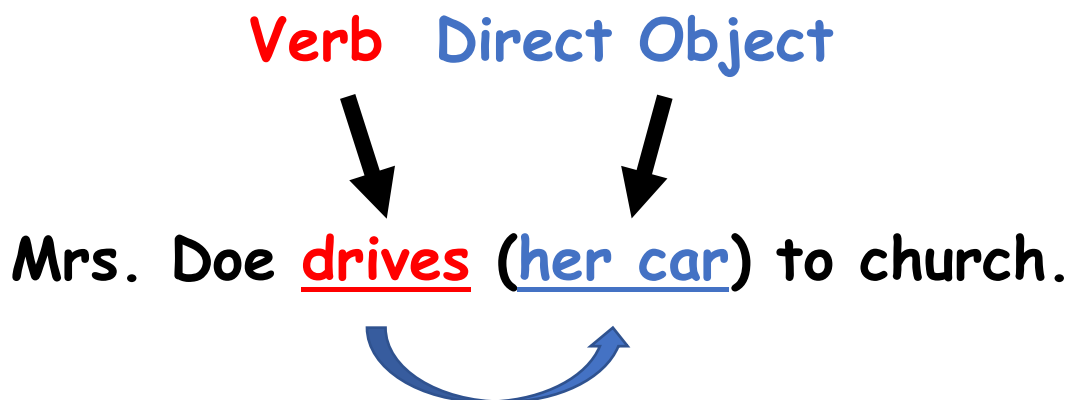 Verb Direct Object
Mrs. Doe drives (her car) to church.